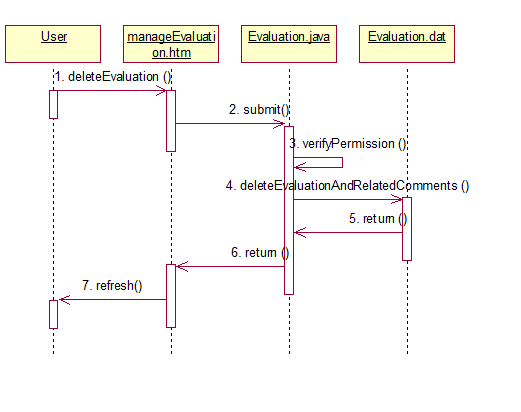 User
manageEvaluati
on.htm
Evaluation.java
Evaluation.dat
1. deleteEvaluation ()
2. submit()
3. verifyPermission ()
4. deleteEvaluationAndRelatedComments ()
5. return ()
6. return ()
7. refresh()